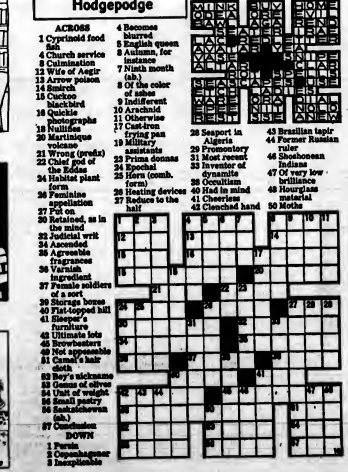 Hodgepodge
ACROSS
1 Cyprinoid food
fish
4 Church service
8 Culmination
12 Wife of Aegir
13 Arrow poison
14 Smirch
15 Cuckoo
blackbird
16 Quickie
photographs
18 Nullifies
20 Martinique
volcano
21 Wrong (prefix)
22 Chief god of
the Eddas
24 Habitat plant
form
26 Feminine
appellation
27 Put on
30 Retained, as in
the mind
32 Judicial writ
34 Ascended
35 Agreeable
fragrances
36 Varnish
ingredient
37 Female soldiers
of a sort
39 Storage boxes
40 Flat-topped hill
41 Sleeper's
furniture
42 Ultimate lots
45 Browbeaters
49 Not appeasable
51 Camel's hair
cloth
52 Boy's nickname
53 Genus of olives
54 Unit of weight
55 Small pastry
56 Saskatchewan
(ab.)
57 Conclusion
DOWN
1 Persia
2 Copenhagener
3 Inexplicable
4 Becomes
blurred
5 English queen
6 Autumn, for
instance
7 Ninth month
(ab.)
8 Of the color
of ashes
9 Indifferent
10 Arachnid
11 Otherwise
17 Cast-iron
frying pan
19 Military
assistants
23 Prima donnas
24 Epochal
25 Horn (comb.
form)
26 Heating devices
27 Reduce to the
half
28 Seaport in
Algeria
29 Promontory
31 Most recent
33 Inventor of
dynamite
38 Occultism
40 Had in mind
41 Cheerless
42 Clenched hand
43 Brazilian tapir
44 Former Russian
ruler
46 Shoshonean
Indians
47 Of very low
brilliance
48 Hourglass
material
50 Moths